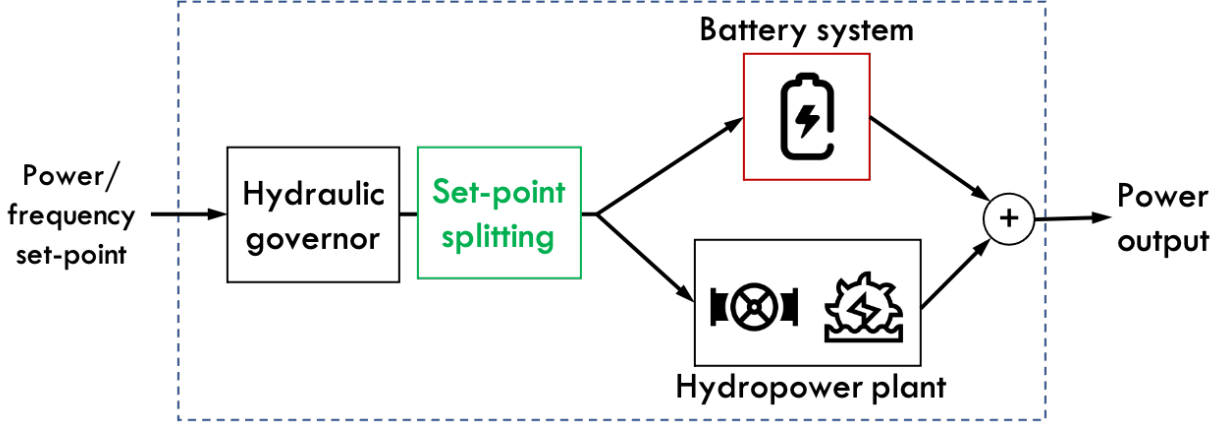 Power/
frequency
set-point
Hydraulic
governor
Set-point
splitting
Battery system
Hydropower plant
+
Power
output